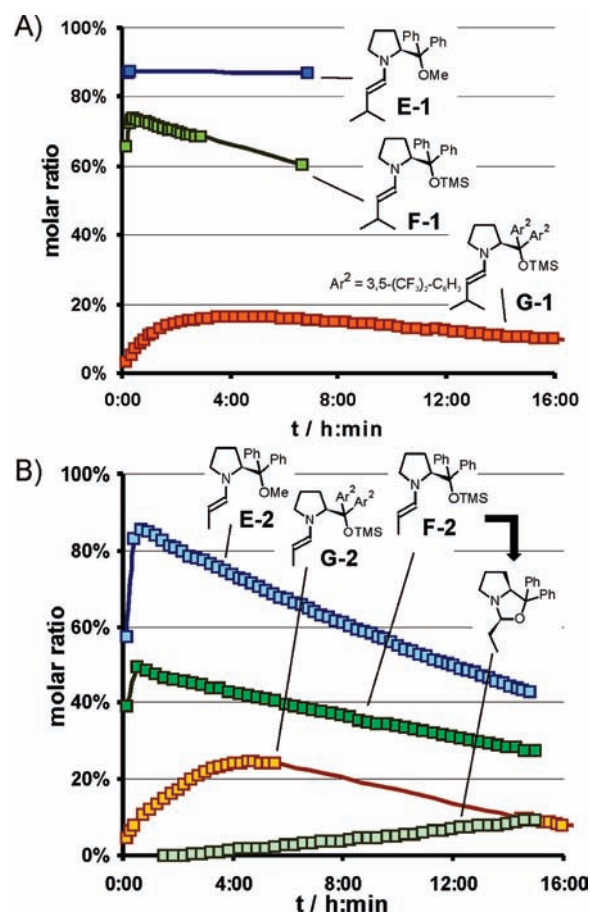 A)
molar ratio
100%
80%
60%
40%
20%
0%
0:00 4:00 8:00 12:00 16:00
t / h:min
Ph
Ph
N
OMe
E-1
Ph
Ph
N
OTMS
F-1
Ar²
Ar²
N
OTMS
Ar² = 3,5-(CF₃)₂-C₆H₃
G-1
B)
molar ratio
100%
80%
60%
40%
20%
0%
0:00 4:00 8:00 12:00 16:00
t / h:min
Ph
Ph
N
OMe
E-2
Ar²
Ar²
N
OTMS
G-2
Ph
Ph
N
OTMS
F-2
Ph
Ph
N
O